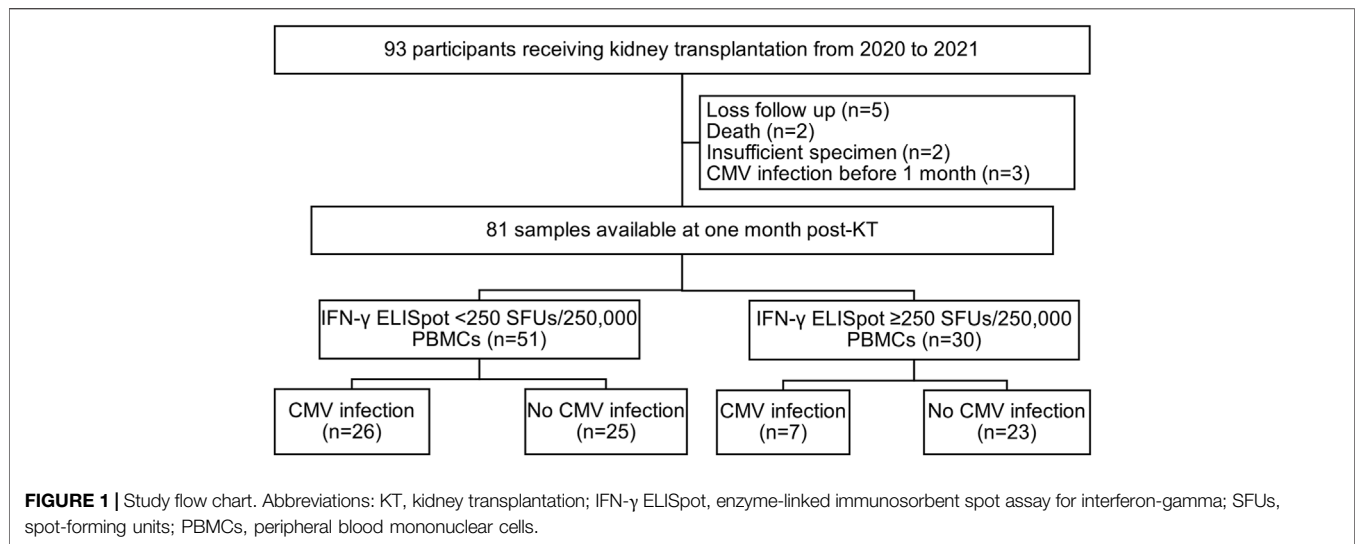 93 participants receiving kidney transplantation from 2020 to 2021
Loss follow up (n=5)
Death (n=2)
Insufficient specimen (n=2)
CMV infection before 1 month (n=3)
81 samples available at one month post-KT
IFN-γ ELISpot <250 SFUs/250,000
PBMCs (n=51)
IFN-γ ELISpot ≥250 SFUs/250,000
PBMCs (n=30)
CMV infection
(n=26)
No CMV infection
(n=25)
CMV infection
(n=7)
No CMV infection
(n=23)
FIGURE 1 | Study flow chart. Abbreviations: KT, kidney transplantation; IFN-γ ELISpot, enzyme-linked immunosorbent spot assay for interferon-gamma; SFUs,
spot-forming units; PBMCs, peripheral blood mononuclear cells.